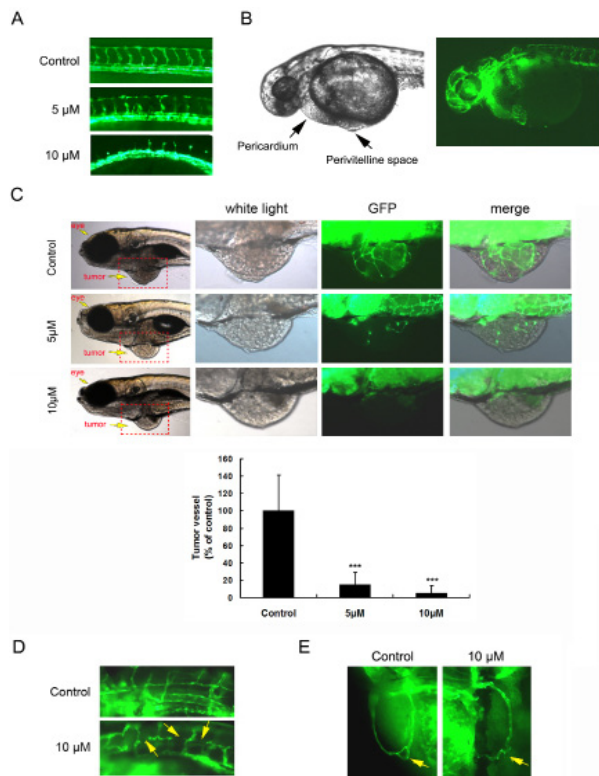 A
Control
5 µM
10 µM
B
Pericardium
Perivitelline space
C
white light
GFP
merge
Control
eye
tumor
5µM
eye
tumor
10µM
eye
tumor
Tumor vessel
(% of control)
160
140
120
100
80
60
40
20
0
***
***
Control
5µM
10µM
D
Control
10 µM
E
Control
10 µM